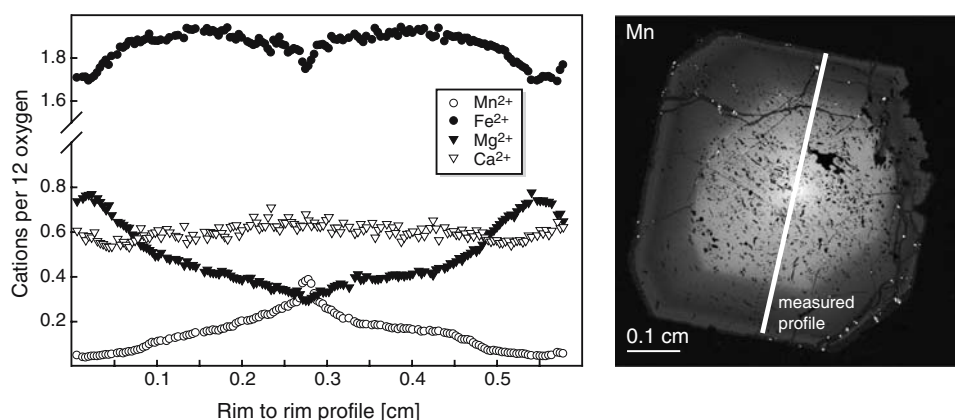 1.8
1.6
0.8
0.6
0.4
0.2
Cations per 12 oxygen
Mn2+
Fe2+
Mg2+
Ca2+
0.1
0.2
0.3
0.4
0.5
Rim to rim profile [cm]
Mn
measured
profile
0.1 cm